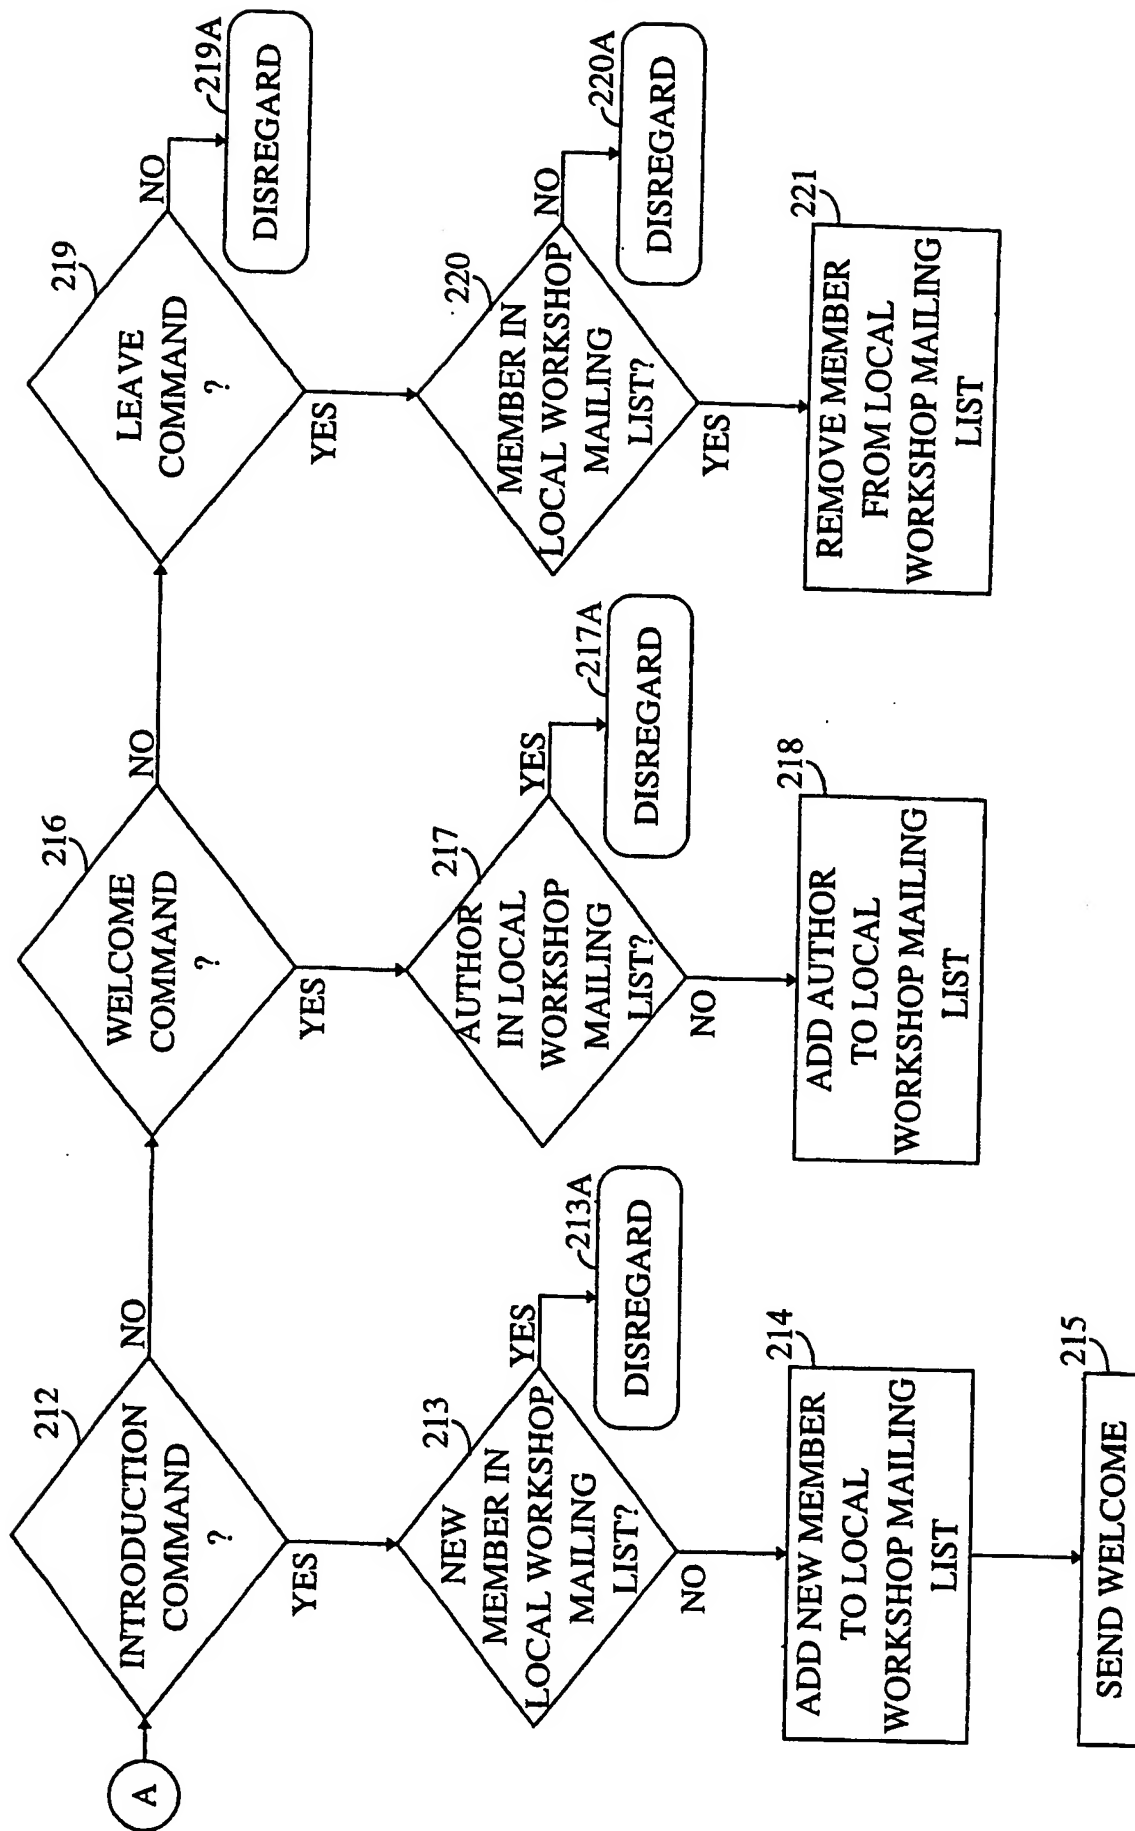 A
212
INTRODUCTION
COMMAND
?
NO
YES
216
WELCOME
COMMAND
?
NO
YES
219
LEAVE
COMMAND
?
NO
YES
219A
DISREGARD
213
NEW
MEMBER IN
LOCAL WORKSHOP
MAILING
LIST?
YES
NO
213A
DISREGARD
217
AUTHOR
IN LOCAL
WORKSHOP
MAILING
LIST?
YES
NO
217A
DISREGARD
220
MEMBER IN
LOCAL WORKSHOP
MAILING
LIST?
NO
YES
220A
DISREGARD
214
ADD NEW MEMBER
TO LOCAL
WORKSHOP MAILING
LIST
218
ADD AUTHOR
TO LOCAL
WORKSHOP MAILING
LIST
221
REMOVE MEMBER
FROM LOCAL
WORKSHOP MAILING
LIST
215
SEND WELCOME